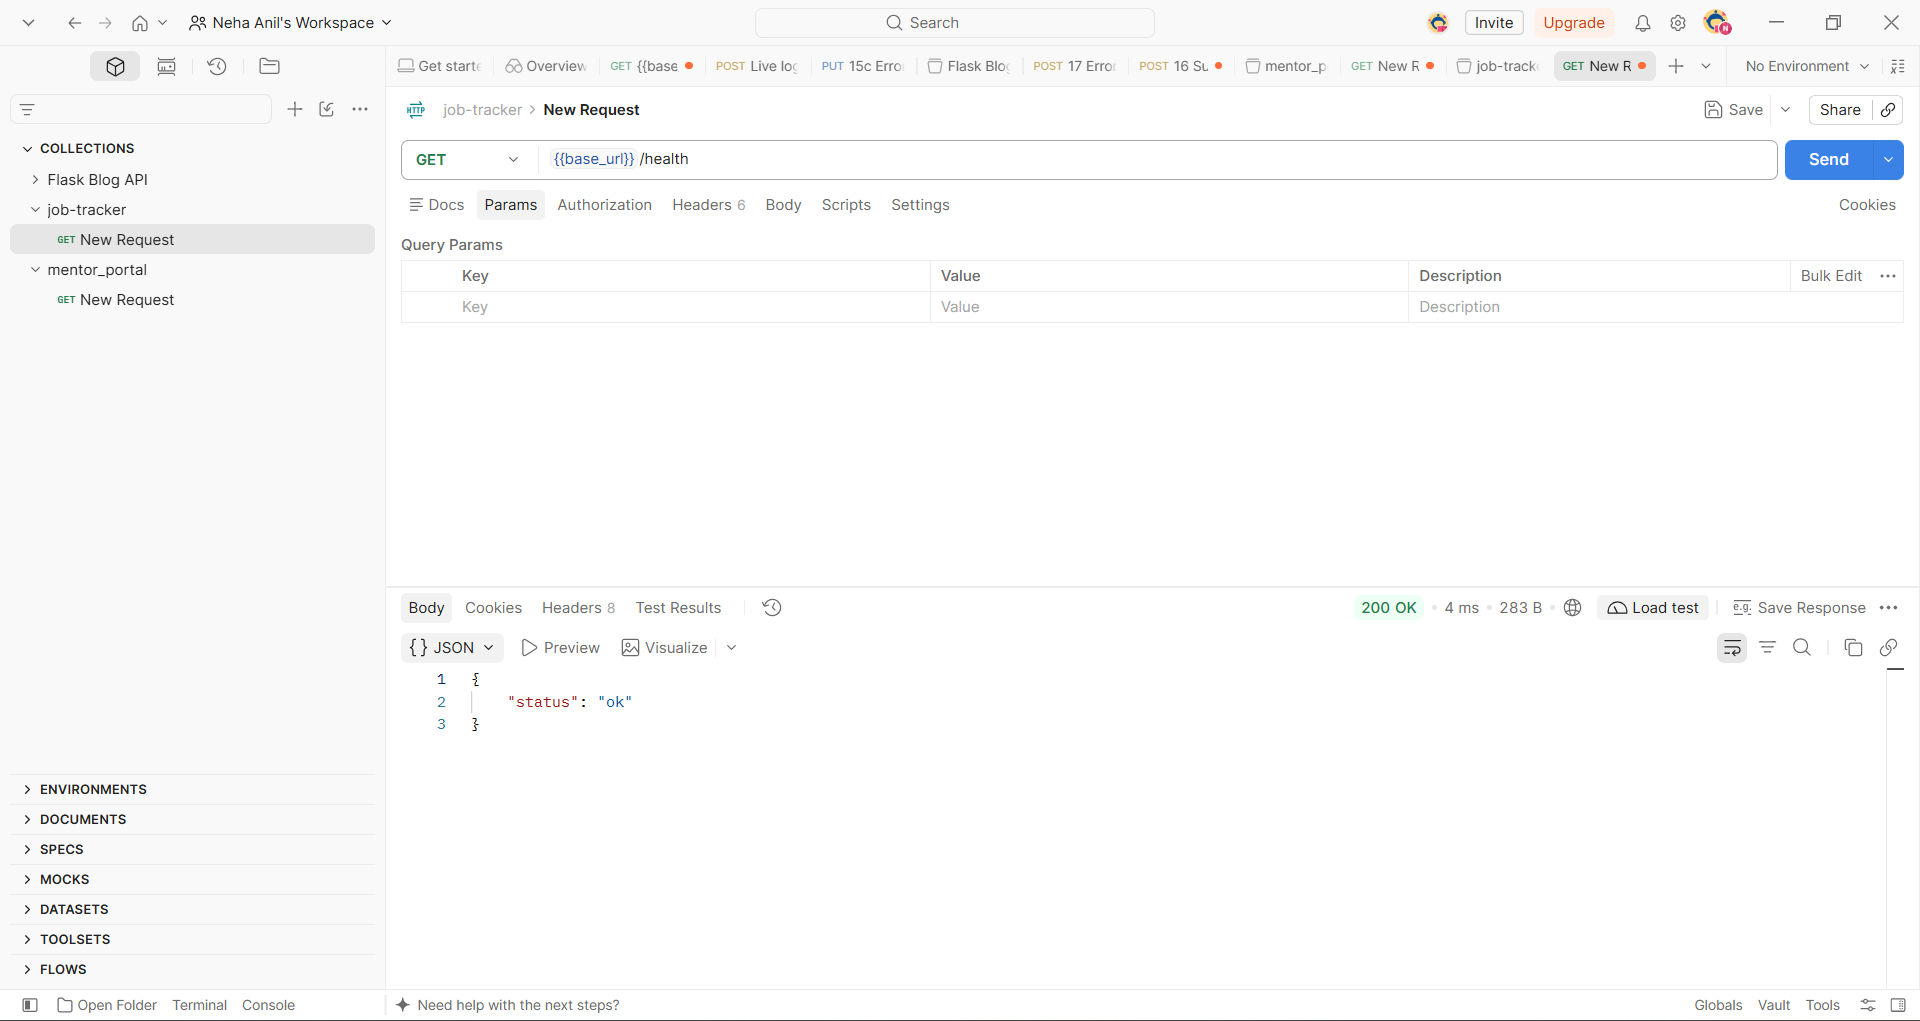 Neha Anil's Workspace
Search
Invite
Upgrade
Get starte
Overview
GET {{base
POST Live log
PUT 15c Erro
Flask Blog
POST 17 Erro
POST 16 Su
mentor_p
GET New R
job-track
GET New R
No Environment
HTTP
job-tracker > New Request
Save
Share
COLLECTIONS
Flask Blog API
job-tracker
GET New Request
mentor_portal
GET New Request
GET
{{base_url}} /health
Send
Docs
Params
Authorization
Headers 6
Body
Scripts
Settings
Cookies
Query Params
Key Value Description Bulk Edit
Key Value Description
Body
Cookies
Headers 8
Test Results
200 OK
4 ms
283 B
Load test
e.g. Save Response
{} JSON
Preview
Visualize
1 {
2 "status": "ok"
3 }
ENVIRONMENTS
DOCUMENTS
SPECS
MOCKS
DATASETS
TOOLSETS
FLOWS
Open Folder
Terminal
Console
Need help with the next steps?
Globals
Vault
Tools